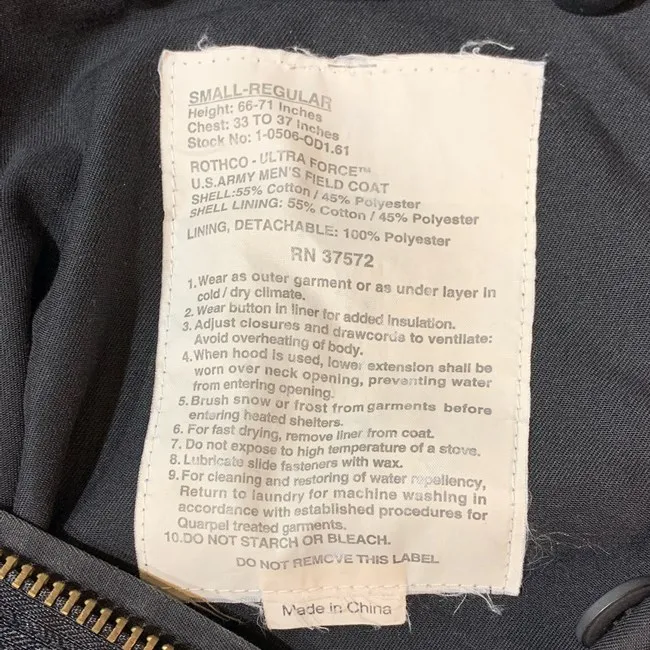 SMALL-REGULAR
Height: 66-71 Inches
Chest: 33 TO 37 Inches
Stock No: 1-0506-OD1.61
ROTHCO - ULTRA FORCE™
U.S.ARMY MEN'S FIELD COAT
SHELL:55% Cotton / 45% Polyester
SHELL LINING: 55% Cotton / 45% Polyester
LINING, DETACHABLE: 100% Polyester
RN 37572
1.Wear as outer garment or as under layer in
cold / dry climate.
2. Wear button in liner for added insulation.
3. Adjust closures and drawcords to ventilate:
Avoid overheating of body.
4.When hood is used, lower extension shall be
worn over neck opening, preventing water
from entering opening.
5. Brush snow or frost from garments before
entering heated shelters.
6. For fast drying, remove liner from coat.
7. Do not expose to high temperature of a stove.
8. Lubricate slide fasteners with wax.
9.For cleaning and restoring of water repellency,
Return to laundry for machine washing in
accordance with established procedures for
Quarpel treated garments.
10.DO NOT STARCH OR BLEACH.
DO NOT REMOVE THIS LABEL
Made in China